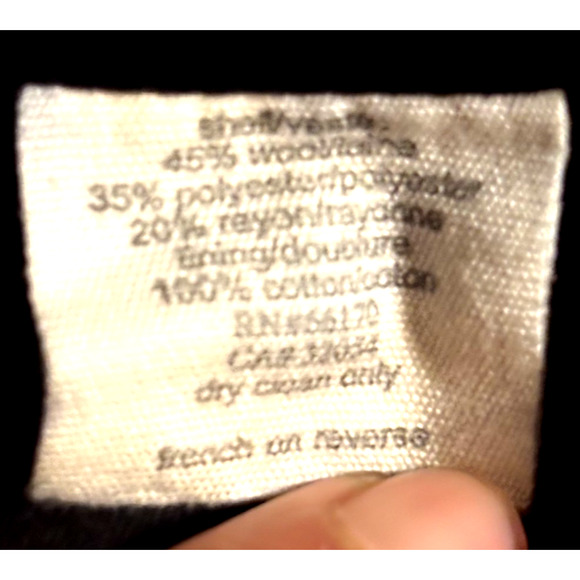 shell/veste:
45% wool/laine
35% polyester/polyester
20% rayon/rayonne
lining/doublure
100% cotton/coton
RN#66170
CA#32034
dry clean only
french on reverse